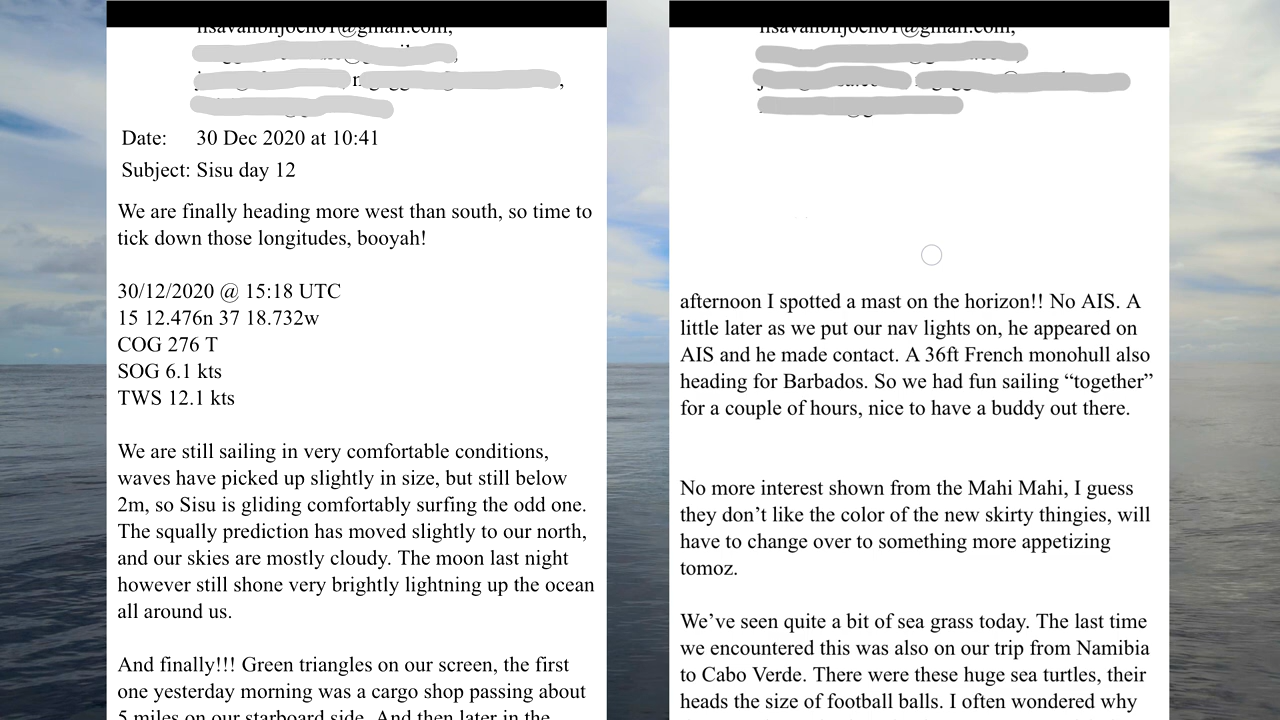 Date: 30 Dec 2020 at 10:41
Subject: Sisu day 12
We are finally heading more west than south, so time to
tick down those longitudes, booyah!
30/12/2020 @ 15:18 UTC
15 12.476n 37 18.732w
COG 276 T
SOG 6.1 kts
TWS 12.1 kts
We are still sailing in very comfortable conditions,
waves have picked up slightly in size, but still below
2m, so Sisu is gliding comfortably surfing the odd one.
The squally prediction has moved slightly to our north,
and our skies are mostly cloudy. The moon last night
however still shone very brightly lightning up the ocean
all around us.
And finally!!! Green triangles on our screen, the first
one yesterday morning was a cargo shop passing about
5 miles on our starboard side. And then later in the
afternoon I spotted a mast on the horizon!! No AIS. A
little later as we put our nav lights on, he appeared on
AIS and he made contact. A 36ft French monohull also
heading for Barbados. So we had fun sailing “together”
for a couple of hours, nice to have a buddy out there.
No more interest shown from the Mahi Mahi, I guess
they don’t like the color of the new skirty thingies, will
have to change over to something more appetizing
tomoz.
We’ve seen quite a bit of sea grass today. The last time
we encountered this was also on our trip from Namibia
to Cabo Verde. There were these huge sea turtles, their
heads the size of football balls. I often wondered why